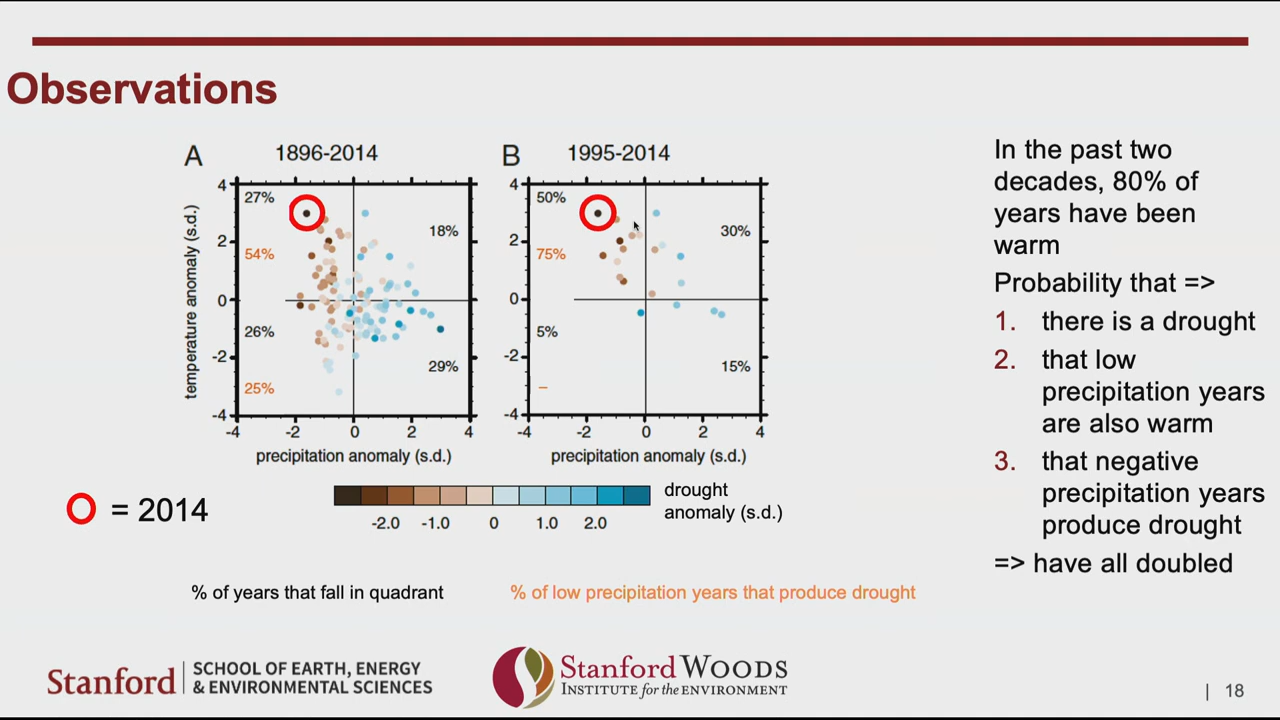 Observations
A
1896-2014
B
1995-2014
temperature anomaly (s.d.)
4
2
0
-2
-4
27%
54%
26%
25%
18%
29%
-4
-2
0
2
4
precipitation anomaly (s.d.)
4
2
0
-2
-4
50%
75%
5%
–
30%
15%
-4
-2
0
2
4
precipitation anomaly (s.d.)
= 2014
-2.0 -1.0 0 1.0 2.0
drought
anomaly (s.d.)
% of years that fall in quadrant
% of low precipitation years that produce drought
In the past two
decades, 80% of
years have been
warm
Probability that =>
1. there is a drought
2. that low
precipitation years
are also warm
3. that negative
precipitation years
produce drought
=> have all doubled
Stanford
SCHOOL OF EARTH, ENERGY
& ENVIRONMENTAL SCIENCES
Stanford WOODS
INSTITUTE for the ENVIRONMENT
| 18